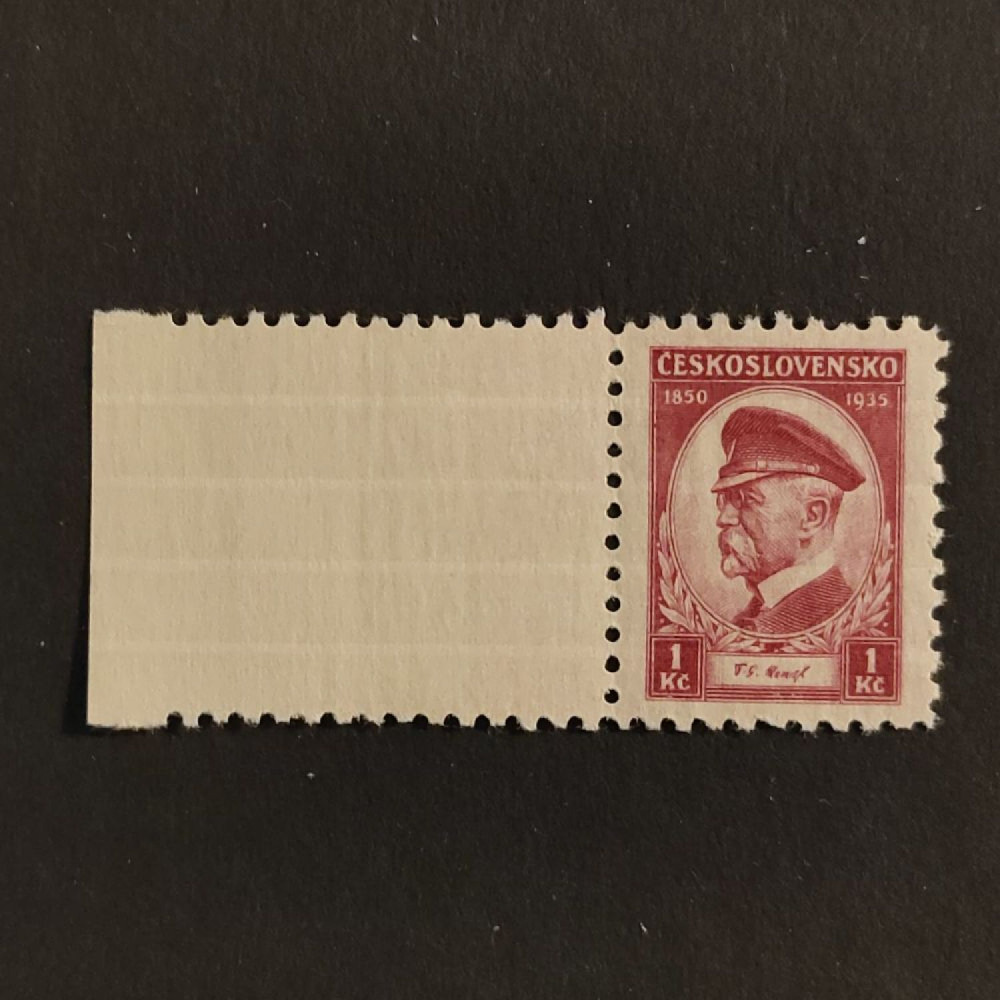 ČESKOSLOVENSKO
1850 1935
1 1
Kč Kč
T. G.